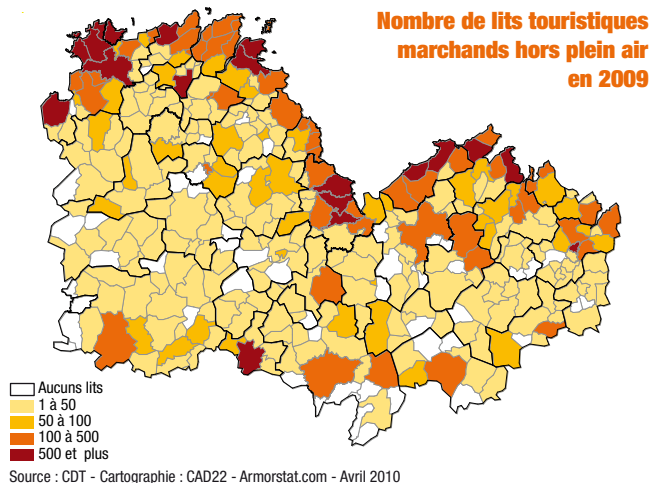 Nombre de lits touristiques
marchands hors plein air
en 2009
Aucuns lits
1 à 50
50 à 100
100 à 500
500 et plus
Source : CDT - Cartographie : CAD22 - Armorstat.com - Avril 2010